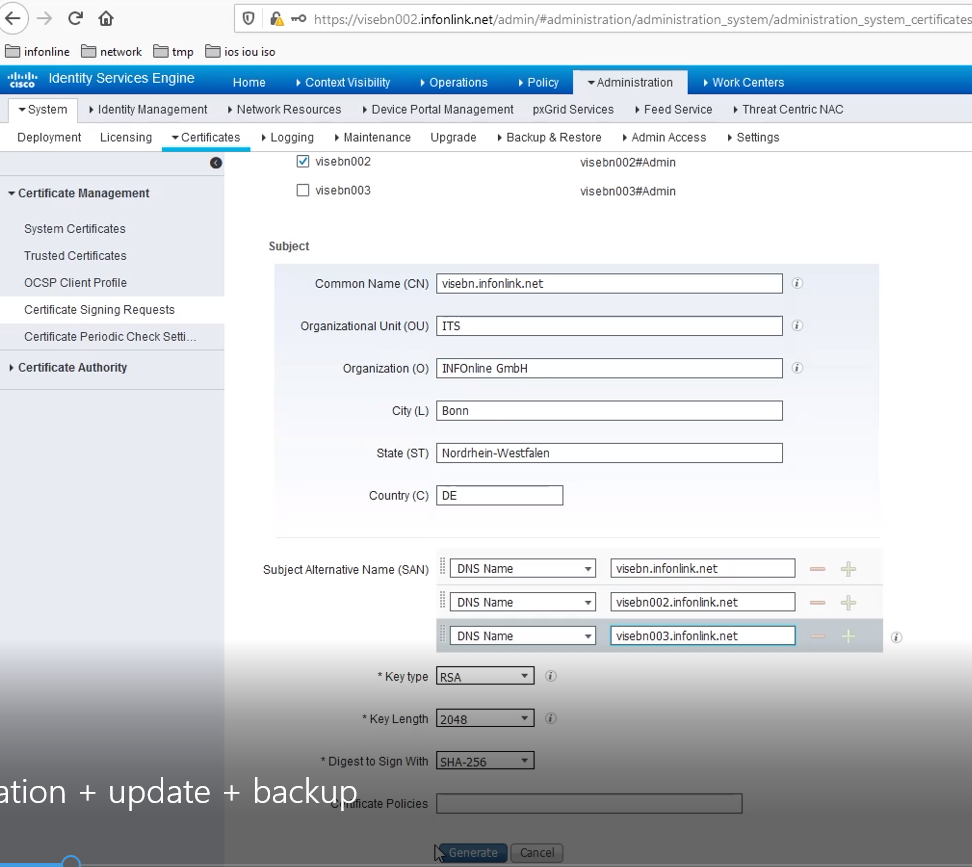 https://visebn002.infonlink.net/admin/#administration/administration_system/administration_system_certificates
infonline network tmp ios iou iso
cisco Identity Services Engine Home Context Visibility Operations Policy Administration Work Centers
System Identity Management Network Resources Device Portal Management pxGrid Services Feed Service Threat Centric NAC
Deployment Licensing Certificates Logging Maintenance Upgrade Backup & Restore Admin Access Settings
visebn002 visebn002#Admin
visebn003 visebn003#Admin
Certificate Management
System Certificates
Trusted Certificates
OCSP Client Profile
Certificate Signing Requests
Certificate Periodic Check Setti...
Certificate Authority
Subject
Common Name (CN) visebn.infonlink.net
Organizational Unit (OU) ITS
Organization (O) INFOnline GmbH
City (L) Bonn
State (ST) Nordrhein-Westfalen
Country (C) DE
Subject Alternative Name (SAN) DNS Name visebn.infonlink.net
DNS Name visebn002.infonlink.net
DNS Name visebn003.infonlink.net
* Key type RSA
* Key Length 2048
* Digest to Sign With SHA-256
ation + update + backup
Certificate Policies
Generate Cancel